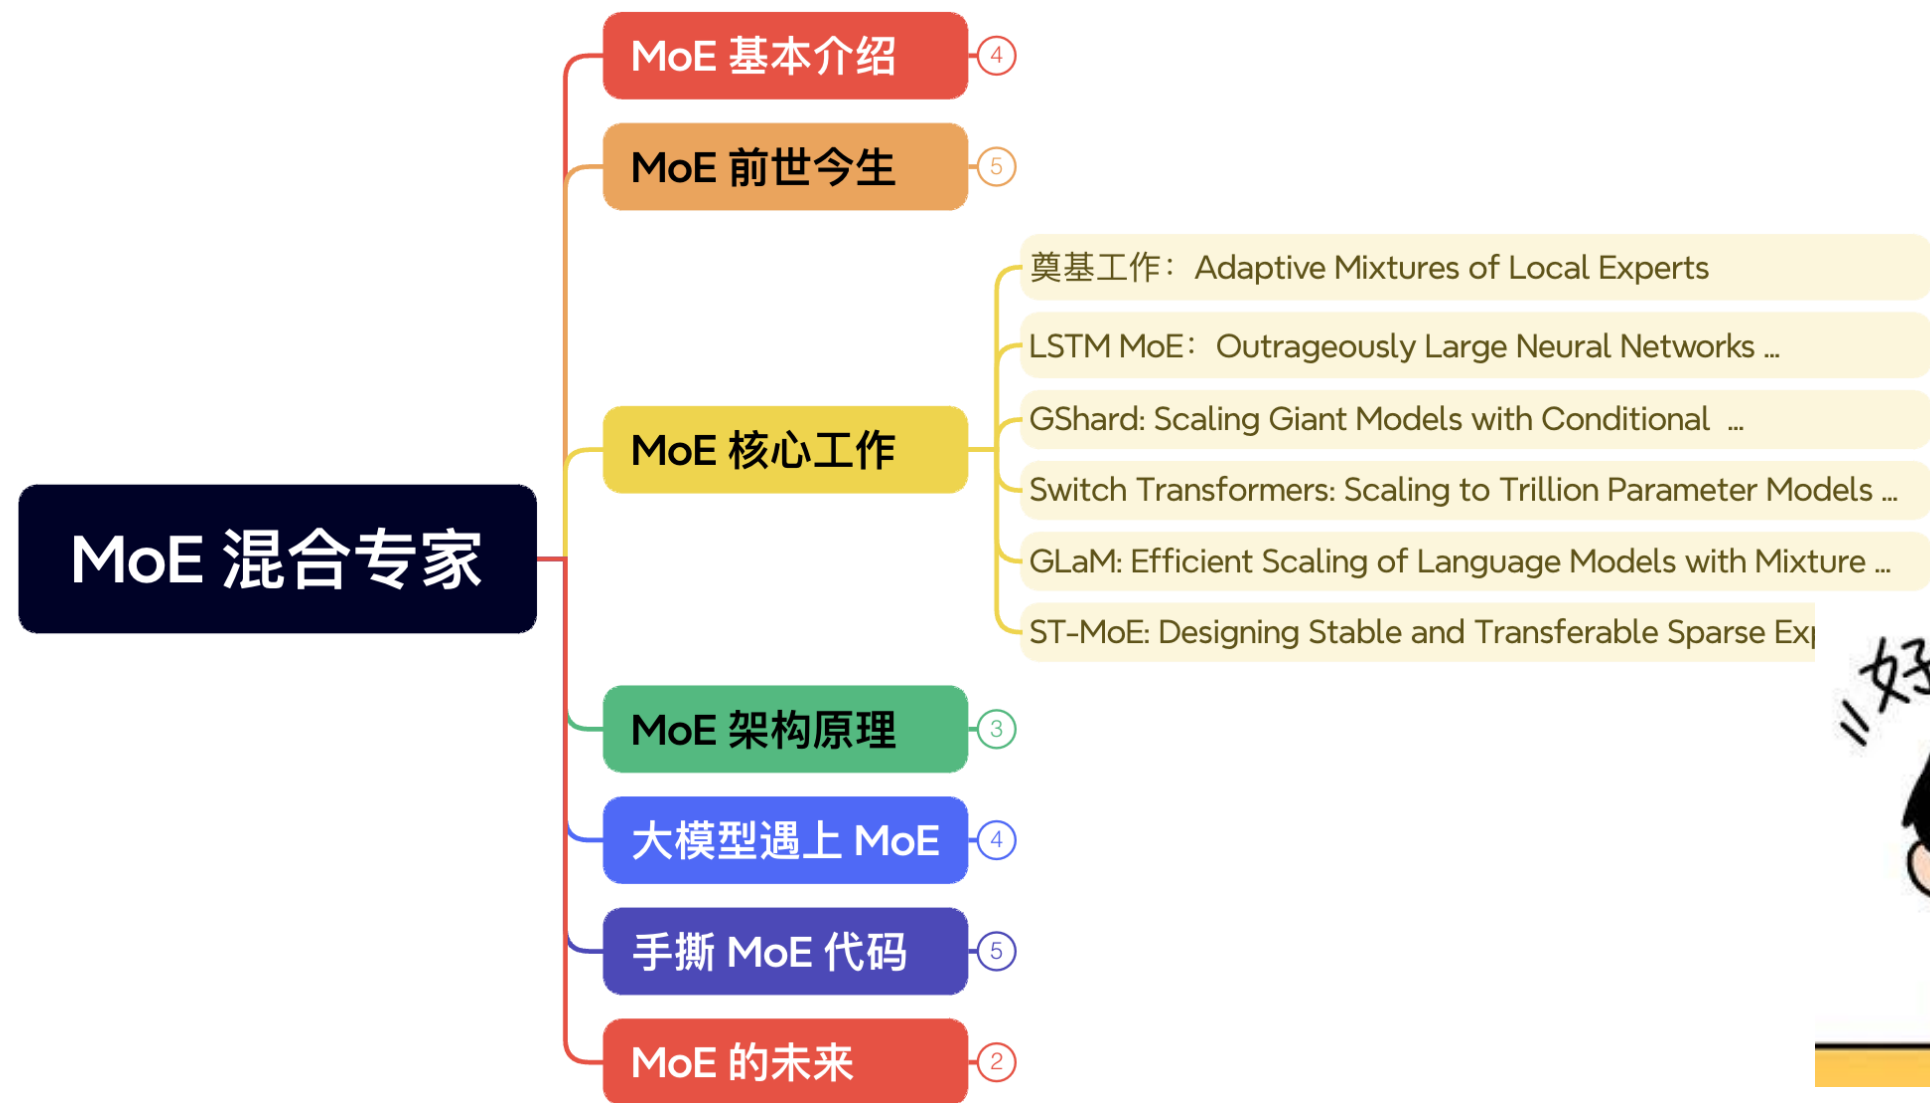 MoE 基本介绍 4
MoE 前世今生 5
MoE 混合专家
MoE 核心工作
奠基工作：Adaptive Mixtures of Local Experts
LSTM MoE：Outrageously Large Neural Networks ...
GShard: Scaling Giant Models with Conditional ...
Switch Transformers: Scaling to Trillion Parameter Models ...
GLaM: Efficient Scaling of Language Models with Mixture ...
ST-MoE: Designing Stable and Transferable Sparse
MoE 架构原理 3
大模型遇上 MoE 4
手撕 MoE 代码 5
MoE 的未来 2
好